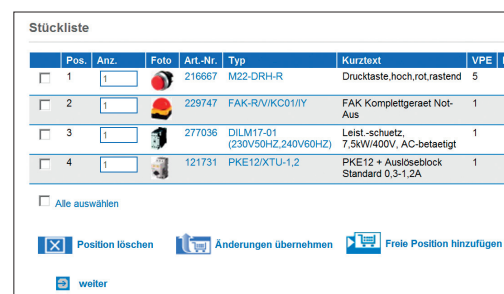 Stückliste
Pos. Anz. Foto Art.-Nr. Typ Kurztext VPE
1 1 216667 M22-DRH-R Drucktaste,hoch,rot,rastend 5
2 1 229747 FAK-R/V/KC01/IY FAK Komplettgeraet Not-Aus 1
3 1 277036 DILM17-01 (230V50HZ,240V60HZ) Leist.-schuetz, 7,5kW/400V, AC-betaetigt 1
4 1 121731 PKE12/XTU-1,2 PKE12 + Auslöseblock Standard 0,3-1,2A 1
Alle auswählen
Position löschen Änderungen übernehmen Freie Position hinzufügen
weiter